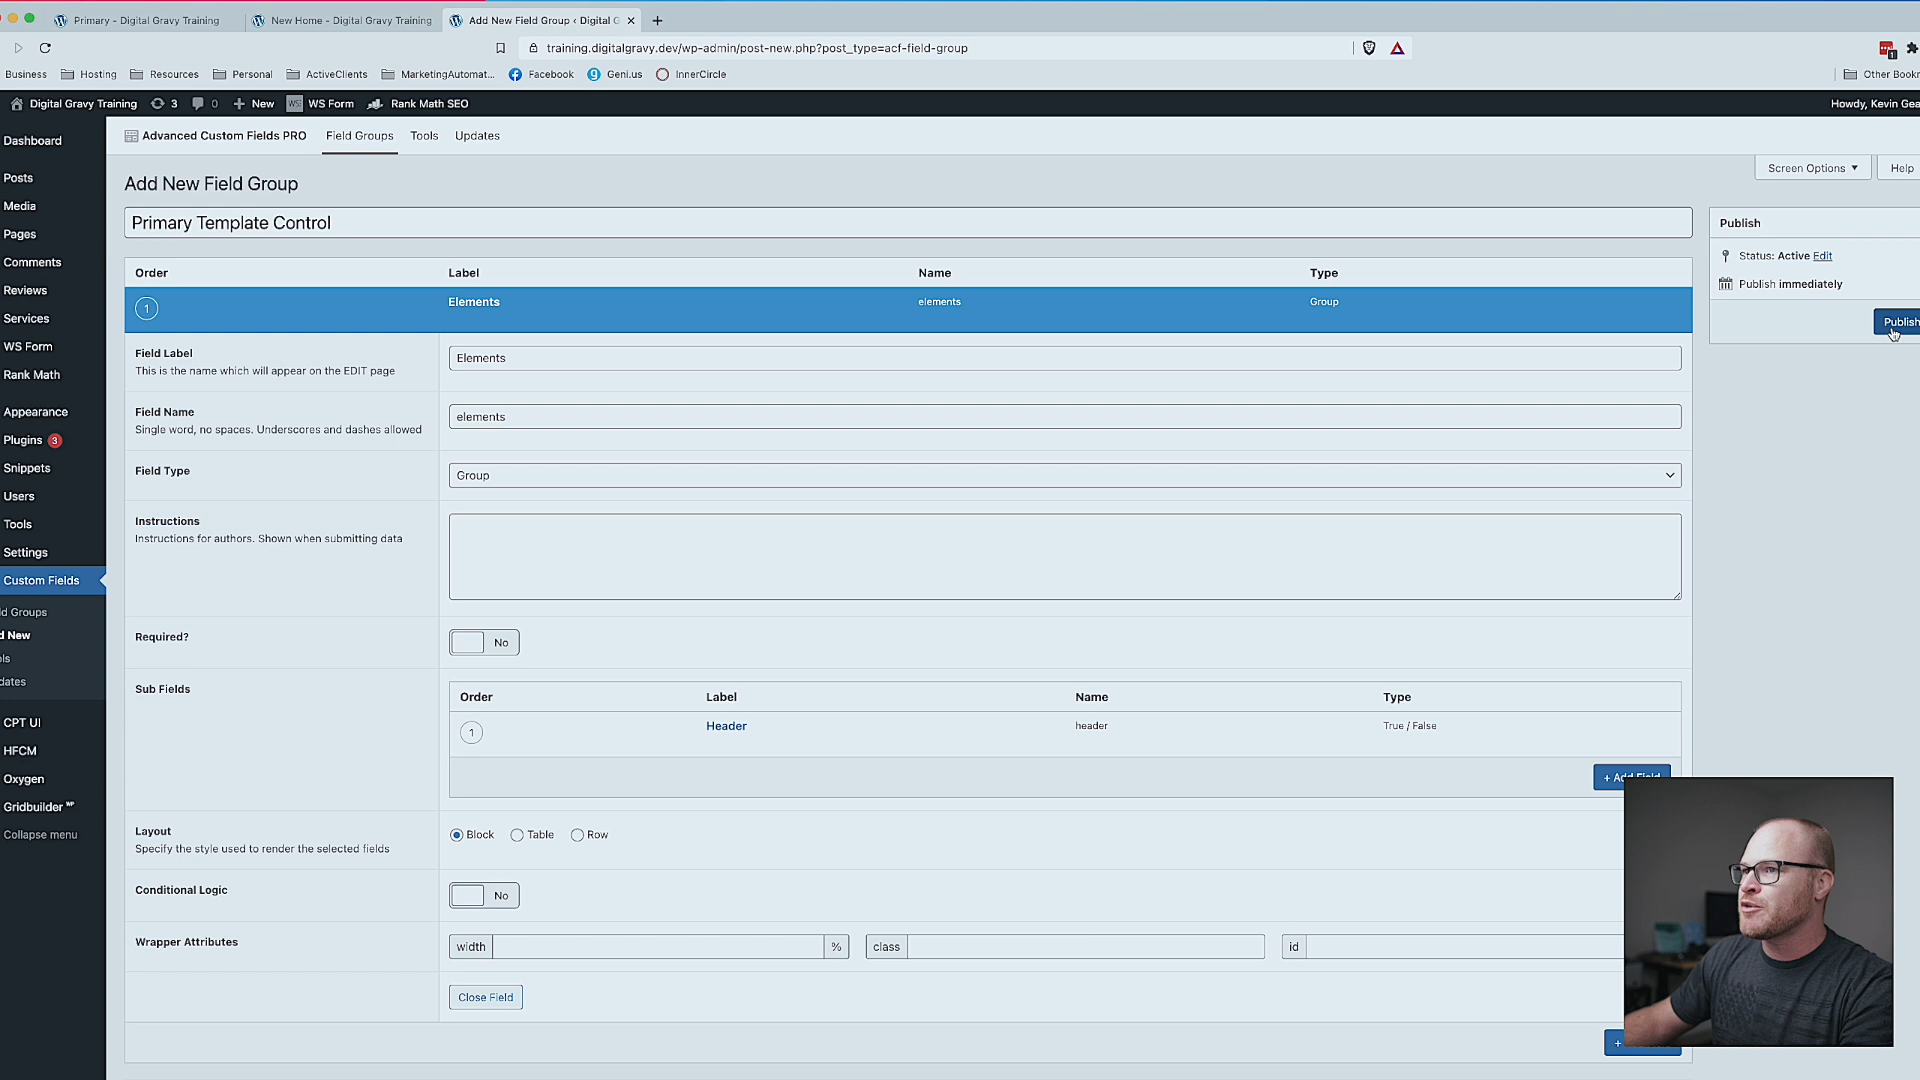 Primary - Digital Gravy Training
New Home - Digital Gravy Training
Add New Field Group ‹ Digital G
training.digitalgravy.dev/wp-admin/post-new.php?post_type=acf-field-group
Business
Hosting
Resources
Personal
ActiveClients
MarketingAutomat...
Facebook
Geni.us
InnerCircle
Other Bookm
Digital Gravy Training
3
0
New
WS Form
Rank Math SEO
Howdy, Kevin Gea
Dashboard
Posts
Media
Pages
Comments
Reviews
Services
WS Form
Rank Math
Appearance
Plugins 3
Snippets
Users
Tools
Settings
Custom Fields
ld Groups
d New
ols
dates
CPT UI
HFCM
Oxygen
Gridbuilder WP
Collapse menu
Advanced Custom Fields PRO
Field Groups
Tools
Updates
Screen Options
Help
Add New Field Group
Primary Template Control
Order
Label
Name
Type
1
Elements
elements
Group
Field Label
This is the name which will appear on the EDIT page
Elements
Field Name
Single word, no spaces. Underscores and dashes allowed
elements
Field Type
Group
Instructions
Instructions for authors. Shown when submitting data
Required?
No
Sub Fields
Order
Label
Name
Type
1
Header
header
True / False
+ Add Field
Layout
Specify the style used to render the selected fields
Block
Table
Row
Conditional Logic
No
Wrapper Attributes
width
%
class
id
Close Field
+
Publish
Status: Active Edit
Publish immediately
Publish